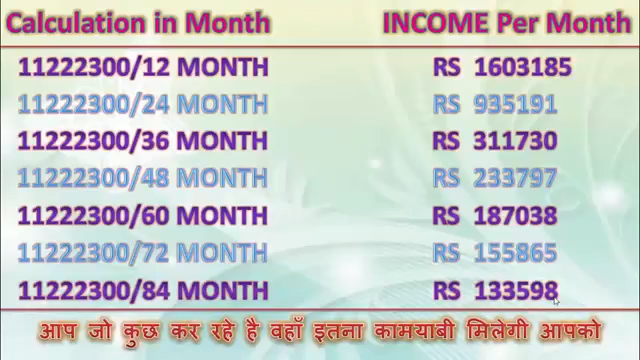 Calculation in Month INCOME Per Month
11222300/12 MONTH RS 1603185
11222300/24 MONTH RS 935191
11222300/36 MONTH RS 311730
11222300/48 MONTH RS 233797
11222300/60 MONTH RS 187038
11222300/72 MONTH RS 155865
11222300/84 MONTH RS 133598
आप जो कुछ कर रहे है वहाँ इतना कामयाबी मिलेगी आपको